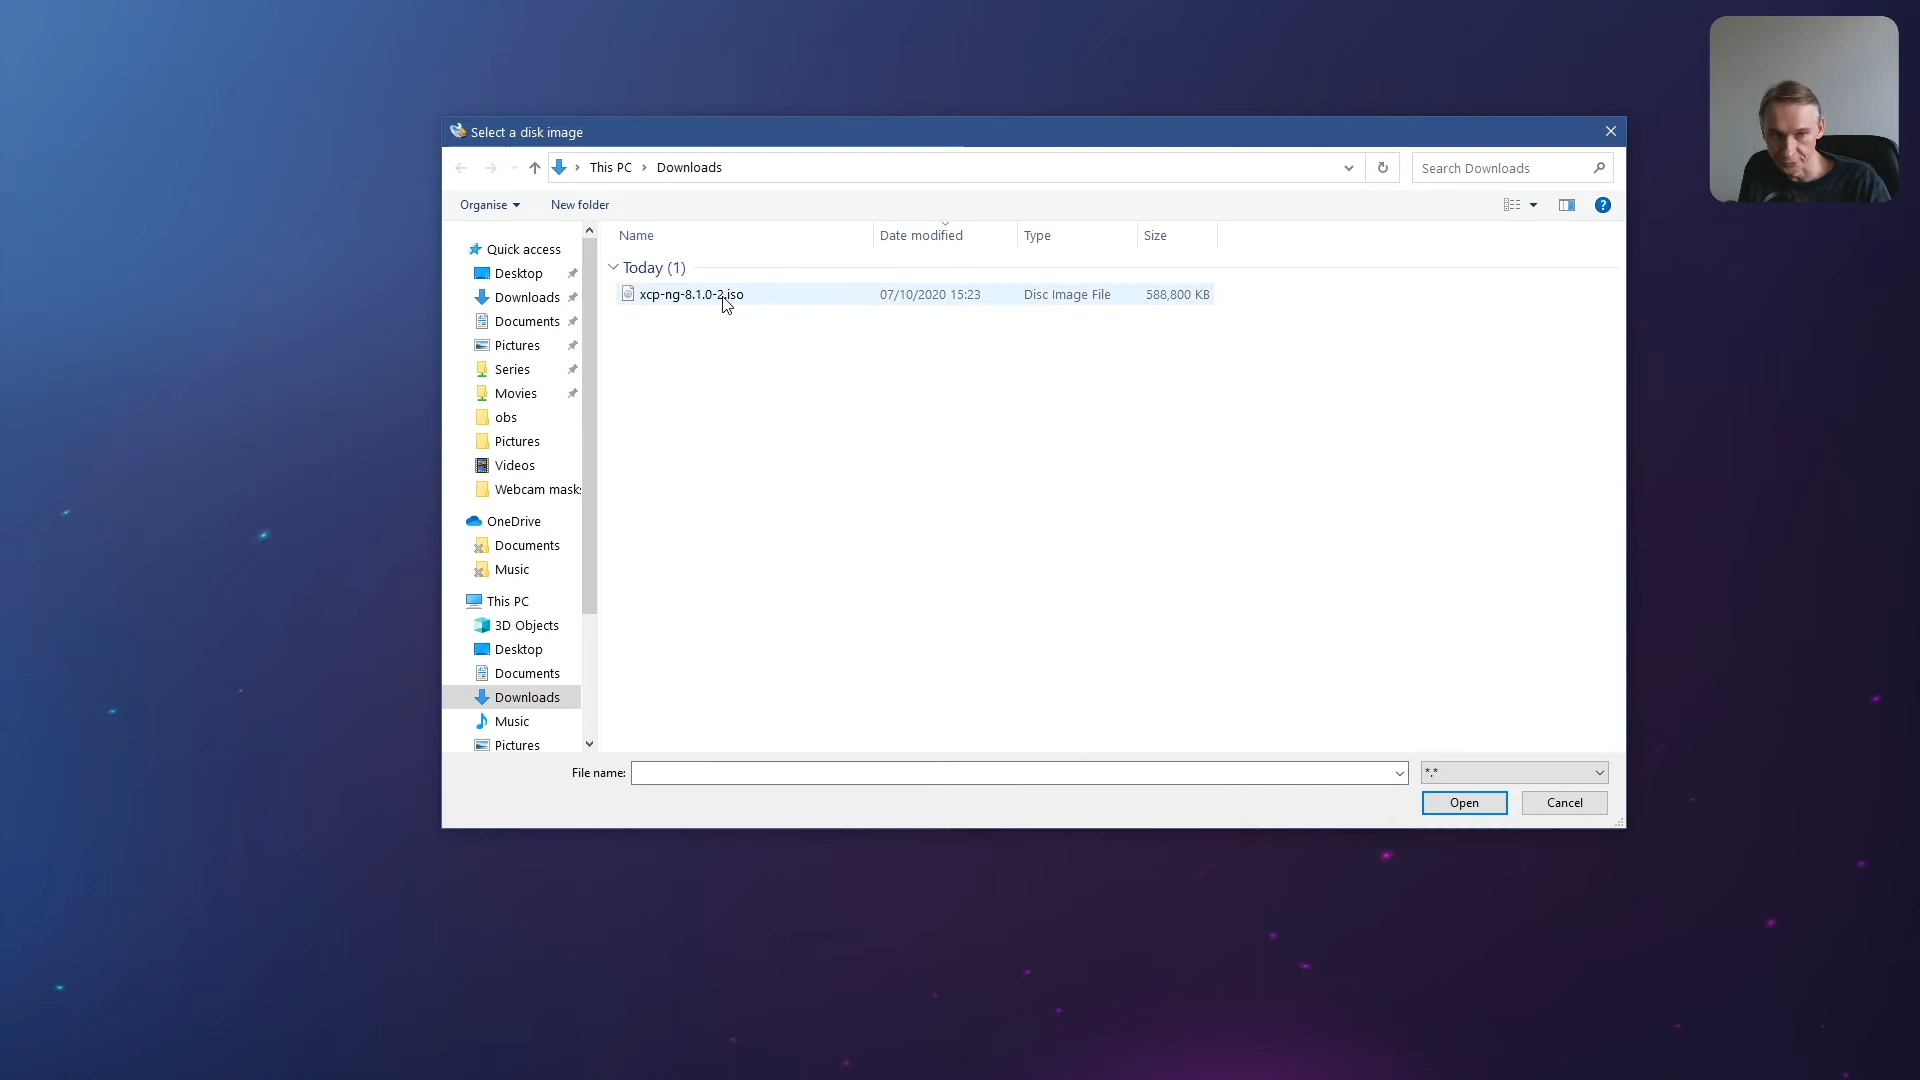 Select a disk image
This PC > Downloads
Search Downloads
Organise
New folder
Name
Date modified
Type
Size
Quick access
Desktop
Downloads
Documents
Pictures
Series
Movies
obs
Pictures
Videos
Webcam masks
OneDrive
Documents
Music
This PC
3D Objects
Desktop
Documents
Downloads
Music
Pictures
Today (1)
xcp-ng-8.1.0-2.iso 07/10/2020 15:23 Disc Image File 588,800 KB
File name:
*.*
Open
Cancel